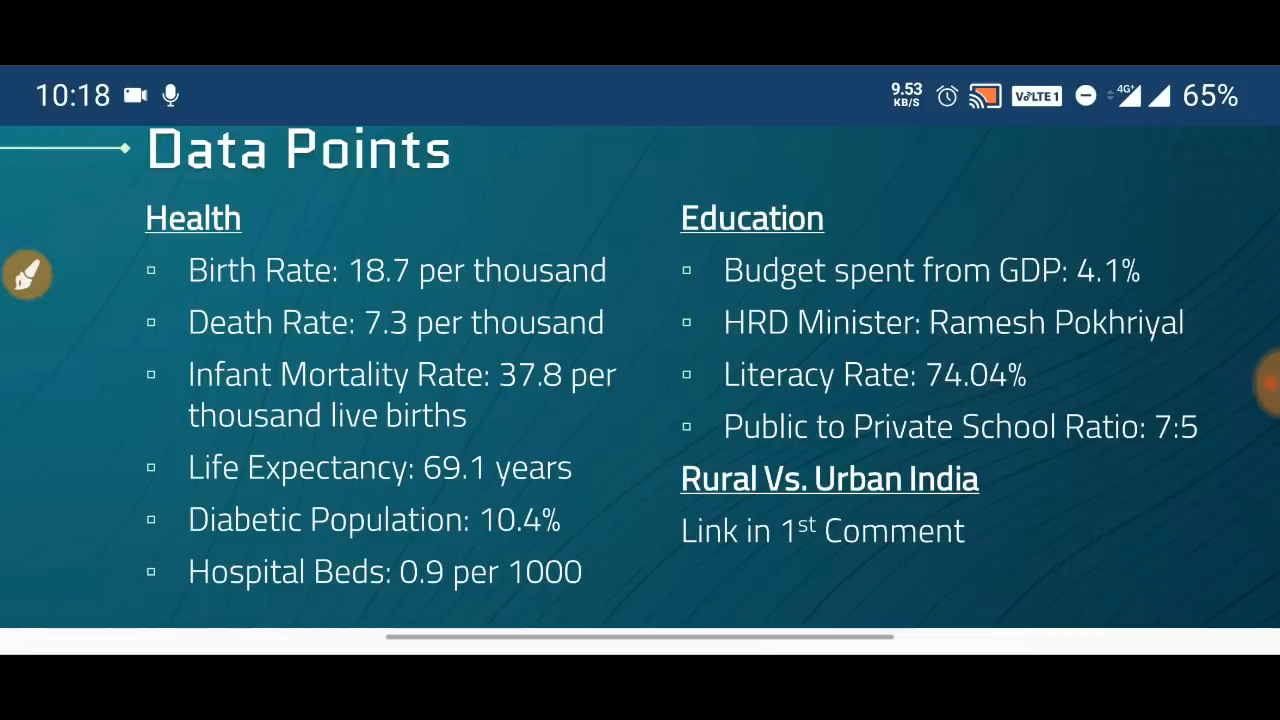 10:18
9.53
KB/S
VoLTE 1
4G+
65%
Data Points
Health
Birth Rate: 18.7 per thousand
Death Rate: 7.3 per thousand
Infant Mortality Rate: 37.8 per
thousand live births
Life Expectancy: 69.1 years
Diabetic Population: 10.4%
Hospital Beds: 0.9 per 1000
Education
Budget spent from GDP: 4.1%
HRD Minister: Ramesh Pokhriyal
Literacy Rate: 74.04%
Public to Private School Ratio: 7:5
Rural Vs. Urban India
Link in 1st Comment